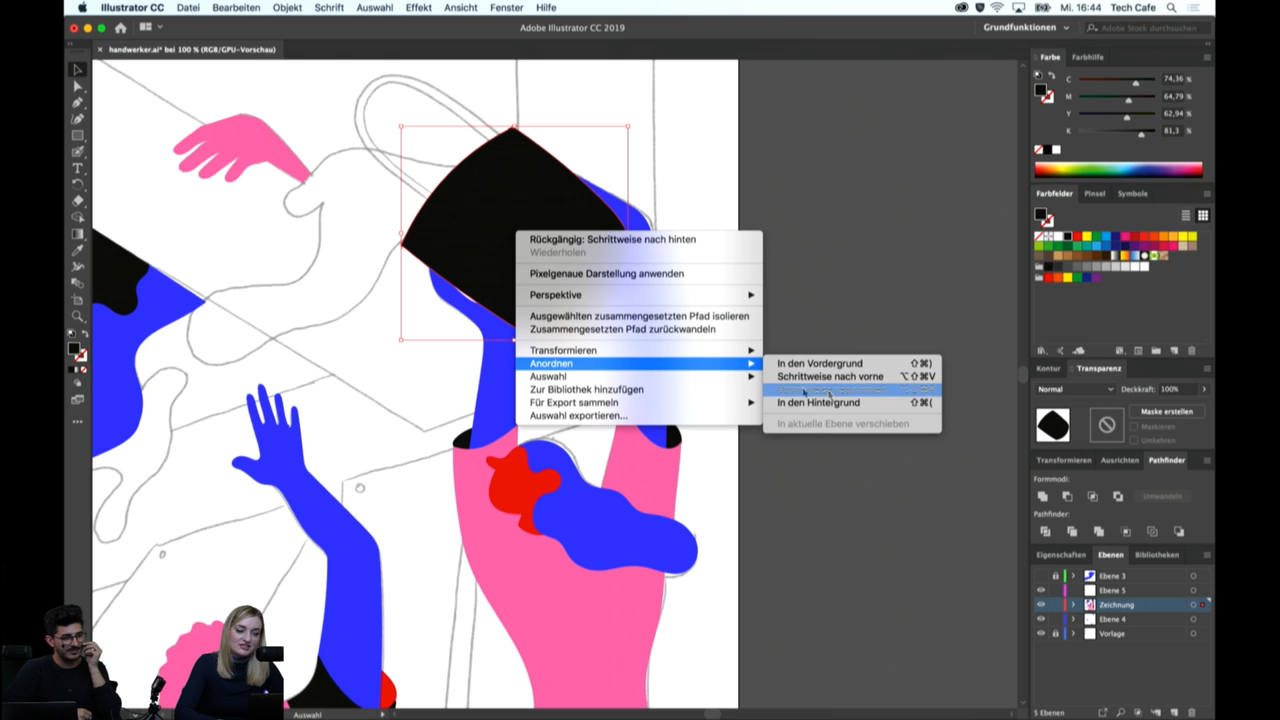 Illustrator CC Datei Bearbeiten Objekt Schrift Auswahl Effekt Ansicht Fenster Hilfe Mi. 16:44 Tech Cafe
Adobe Illustrator CC 2019 Grundfunktionen Adobe Stock durchsuchen
handwerker.ai* bei 100 % (RGB/GPU-Vorschau)
Farbe Farbhilfe
C 74,36 %
M 64,79 %
Y 62,94 %
K 81,3 %
Farbfelder Pinsel Symbole
Rückgängig: Schrittweise nach hinten
Wiederholen
Pixelgenaue Darstellung anwenden
Perspektive
Ausgewählten zusammengesetzten Pfad isolieren
Zusammengesetzten Pfad zurückwandeln
Transformieren
Anordnen
Auswahl
Zur Bibliothek hinzufügen
Für Export sammeln
Auswahl exportieren...
In den Vordergrund ⇧⌘)
Schrittweise nach vorne ⌥⇧⌘V
In den Hintergrund ⇧⌘(
In aktuelle Ebene verschieben
Kontur Transparenz
Normal Deckkraft: 100%
Maske erstellen
Maskieren
Umkehren
Transformieren Ausrichten Pathfinder
Formmodi:
Umwandeln
Pathfinder:
Eigenschaften Ebenen Bibliotheken
Ebene 3
Ebene 5
Zeichnung
Ebene 4
Vorlage
5 Ebenen
Auswahl